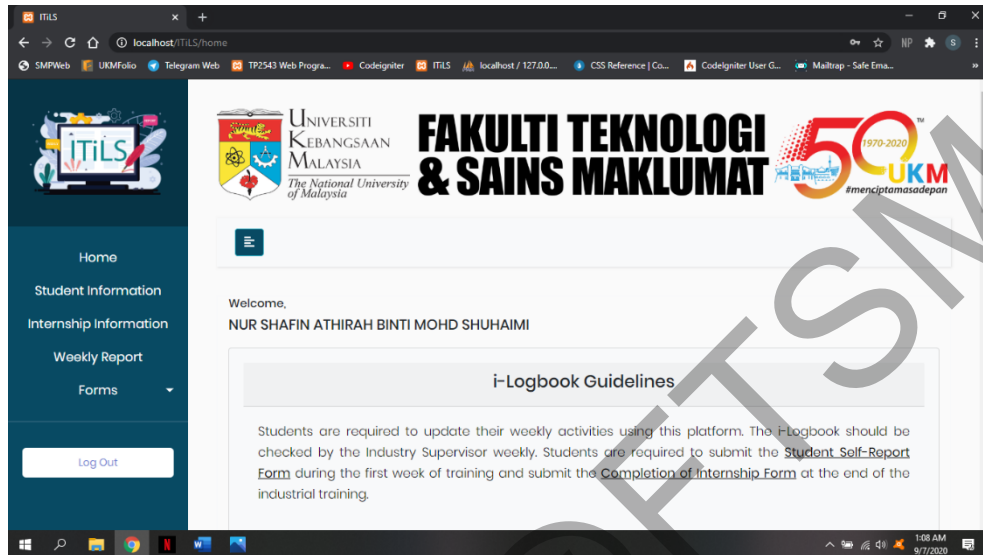 ITiLS
localhost/ITiLS/home
NP
S
SMPWeb
UKMFolio
Telegram Web
TP2543 Web Progra...
Codeigniter
ITiLS
localhost / 127.0.0....
CSS Reference | Co...
CodeIgniter User G...
Mailtrap - Safe Ema...
»
ITiLS
Home
Student Information
Internship Information
Weekly Report
Forms
Log Out
UNIVERSITI
KEBANGSAAN
MALAYSIA
The National University
of Malaysia
FAKULTI TEKNOLOGI
& SAINS MAKLUMAT
50
1970-2020
TM
UKM
#menciptamasadepan
Welcome,
NUR SHAFIN ATHIRAH BINTI MOHD SHUHAIMI
i-Logbook Guidelines
Students are required to update their weekly activities using this platform. The i-Logbook should be
checked by the Industry Supervisor weekly. Students are required to submit the Student Self-Report
Form during the first week of training and submit the Completion of Internship Form at the end of the
industrial training.
FTSM
1:08 AM
9/7/2020